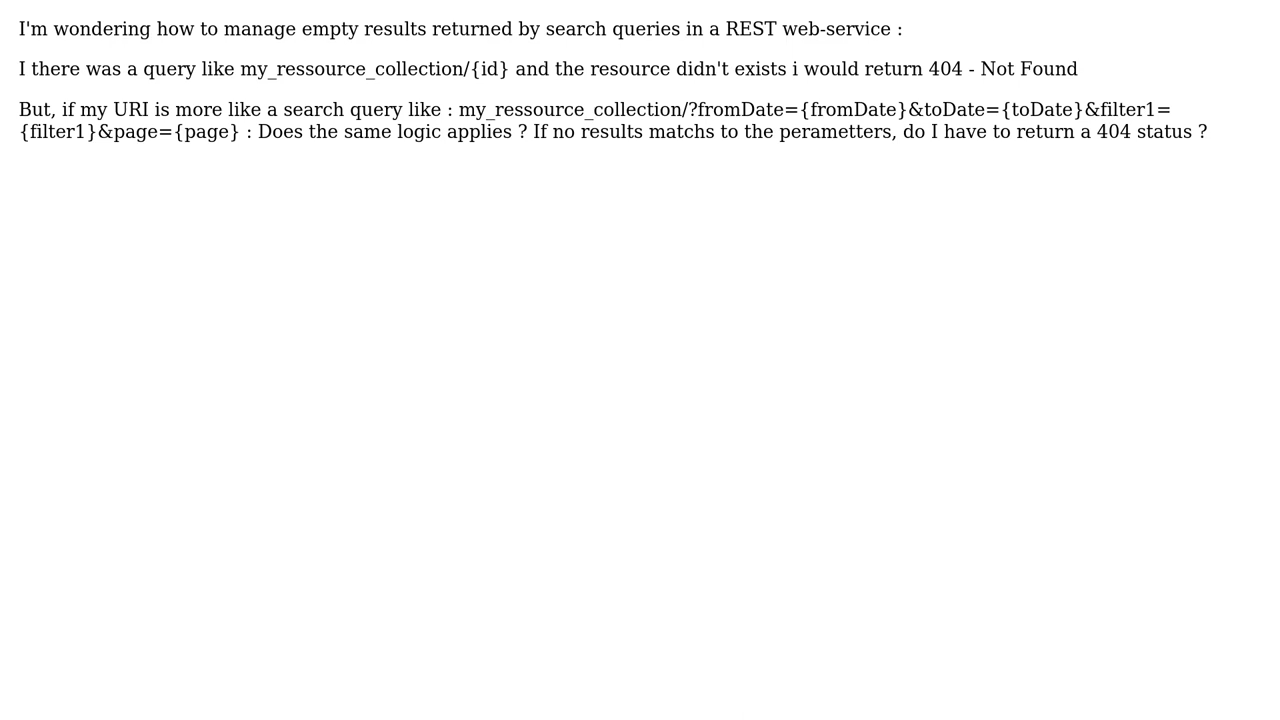 I'm wondering how to manage empty results returned by search queries in a REST web-service :
I there was a query like my_ressource_collection/{id} and the resource didn't exists i would return 404 - Not Found
But, if my URI is more like a search query like : my_ressource_collection/?fromDate={fromDate}&toDate={toDate}&filter1=
{filter1}&page={page} : Does the same logic applies ? If no results matchs to the perametters, do I have to return a 404 status ?